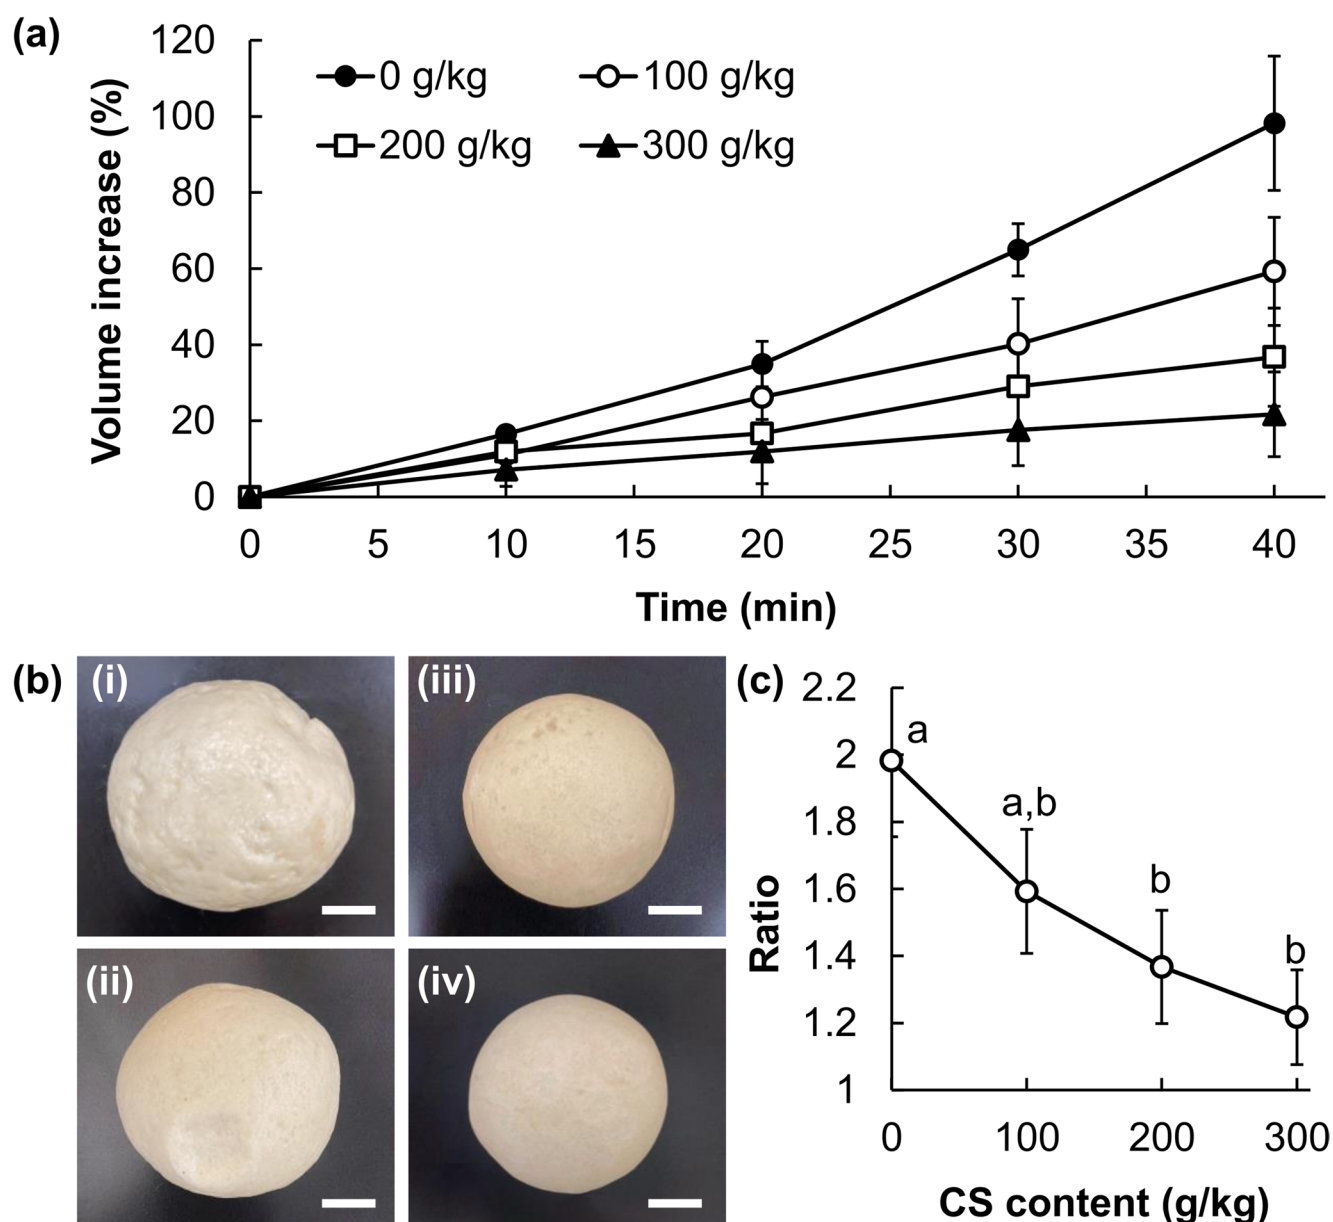 (a)
120
100
80
60
40
20
0
Volume increase (%)
0 g/kg 100 g/kg
200 g/kg 300 g/kg
0 5 10 15 20 25 30 35 40
Time (min)
(b)
(i)
(iii)
(ii)
(iv)
(c)
2.2
2
1.8
1.6
1.4
1.2
1
Ratio
a
a,b
b
b
0 100 200 300
CS content (g/kg)